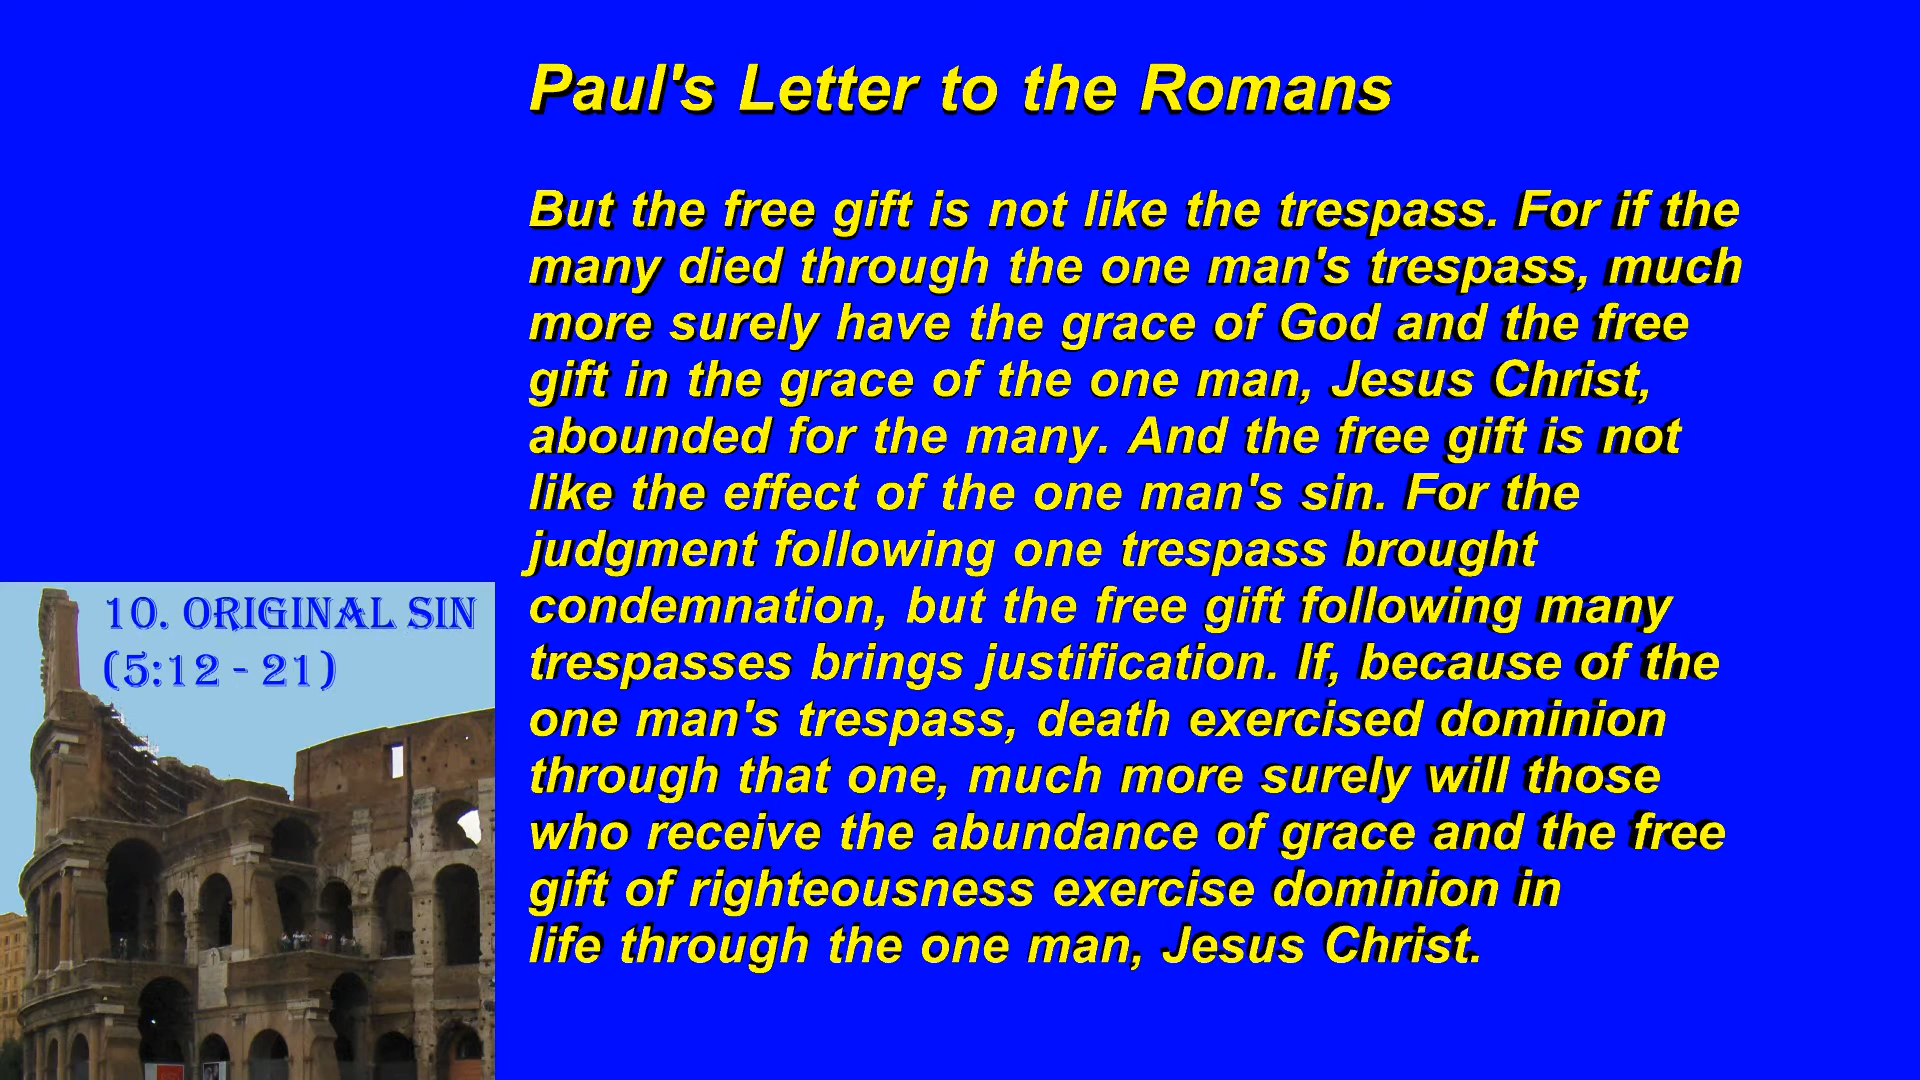 Paul's Letter to the Romans
But the free gift is not like the trespass. For if the
many died through the one man's trespass, much
more surely have the grace of God and the free
gift in the grace of the one man, Jesus Christ,
abounded for the many. And the free gift is not
like the effect of the one man's sin. For the
judgment following one trespass brought
condemnation, but the free gift following many
trespasses brings justification. If, because of the
one man's trespass, death exercised dominion
through that one, much more surely will those
who receive the abundance of grace and the free
gift of righteousness exercise dominion in
life through the one man, Jesus Christ.
10. ORIGINAL SIN
(5:12 - 21)